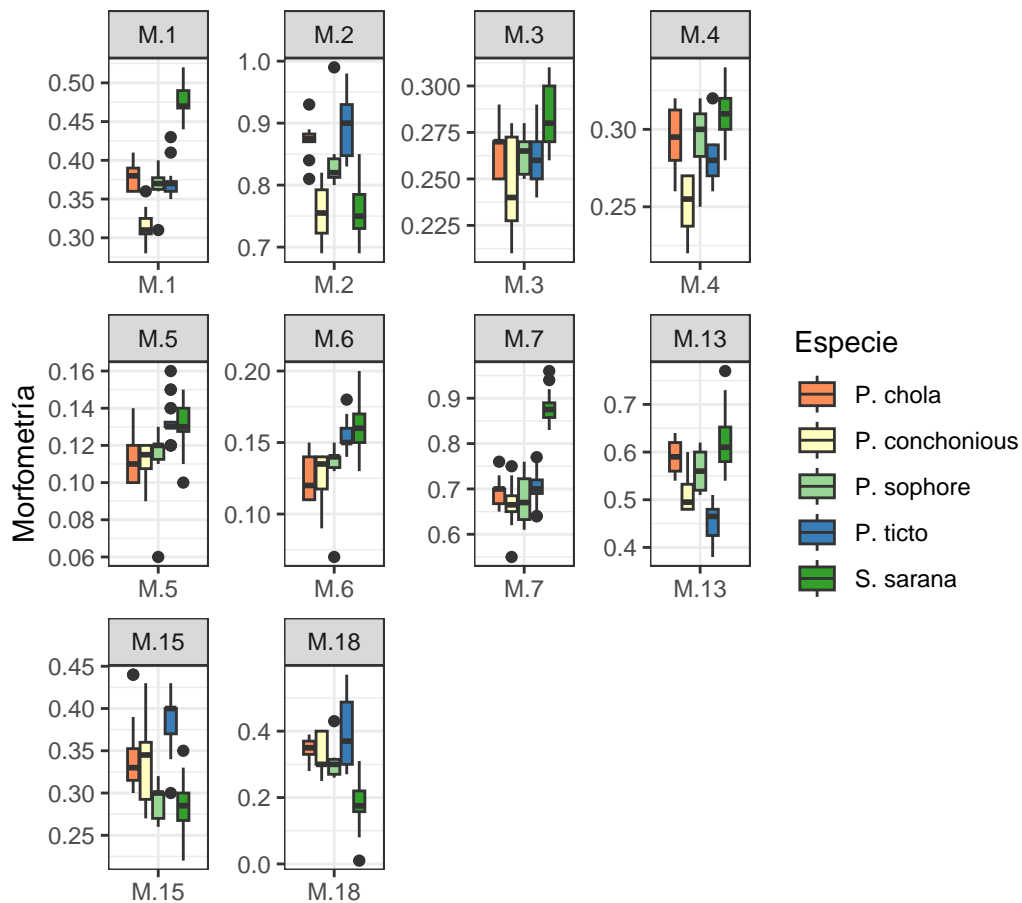 M.1 M.2 M.3 M.4
0.50 1.0 0.300 0.30
0.45 0.9 0.275 0.25
0.40 0.8 0.250
0.35 0.7 0.225
0.30
M.1 M.2 M.3 M.4
M.5 M.6 M.7 M.13
0.16 0.20 0.9 0.7
0.14 0.15 0.8 0.6
0.12 0.10 0.7 0.5
0.10 0.6 0.4
0.08
0.06
M.5 M.6 M.7 M.13
M.15 M.18
0.45 0.4
0.40 0.2
0.35 0.0
0.30
0.25
M.15 M.18
Morfometría
Especie
P. chola
P. conchonious
P. sophore
P. ticto
S. sarana